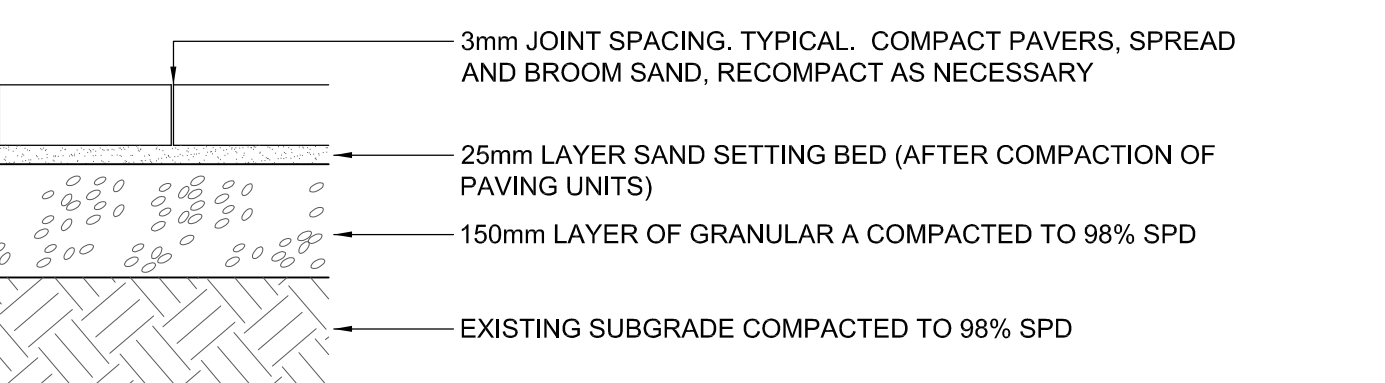 3mm JOINT SPACING. TYPICAL.  COMPACT PAVERS, SPREAD
AND BROOM SAND, RECOMPACT AS NECESSARY
25mm LAYER SAND SETTING BED (AFTER COMPACTION OF
PAVING UNITS)
150mm LAYER OF GRANULAR A COMPACTED TO 98% SPD
EXISTING SUBGRADE COMPACTED TO 98% SPD